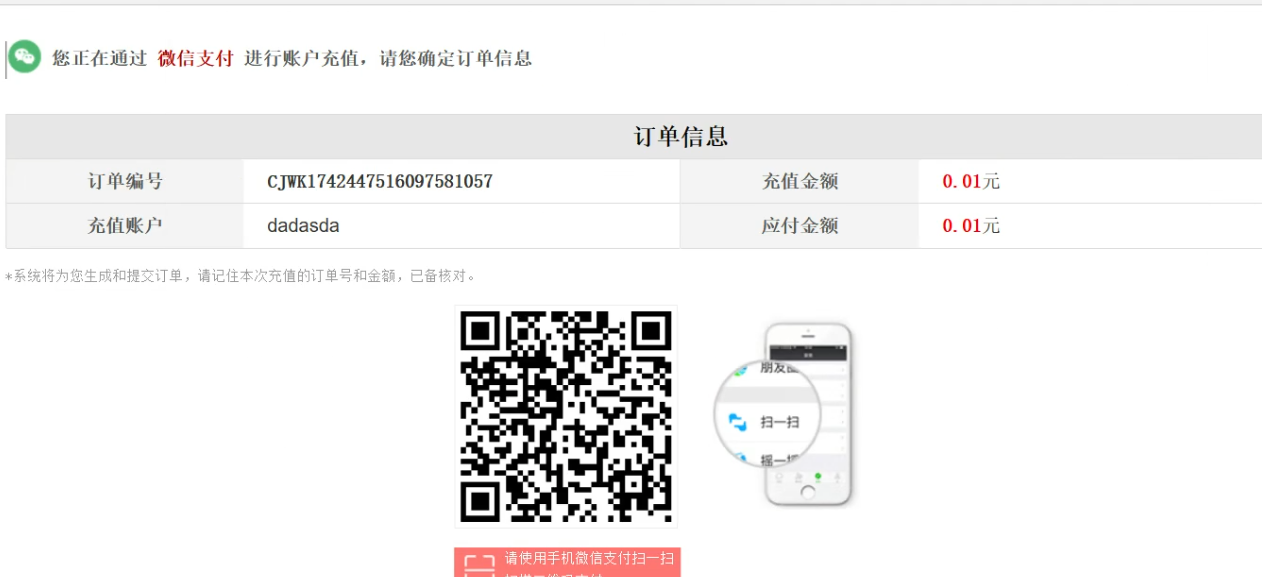 您正在通过 微信支付 进行账户充值，请您确定订单信息
订单信息
订单编号 CJWK1742447516097581057 充值金额 0.01元
充值账户 dadasda 应付金额 0.01元
*系统将为您生成和提交订单，请记住本次充值的订单号和金额，已备核对。
朋友圈
扫一扫
摇一摇
请使用手机微信支付扫一扫